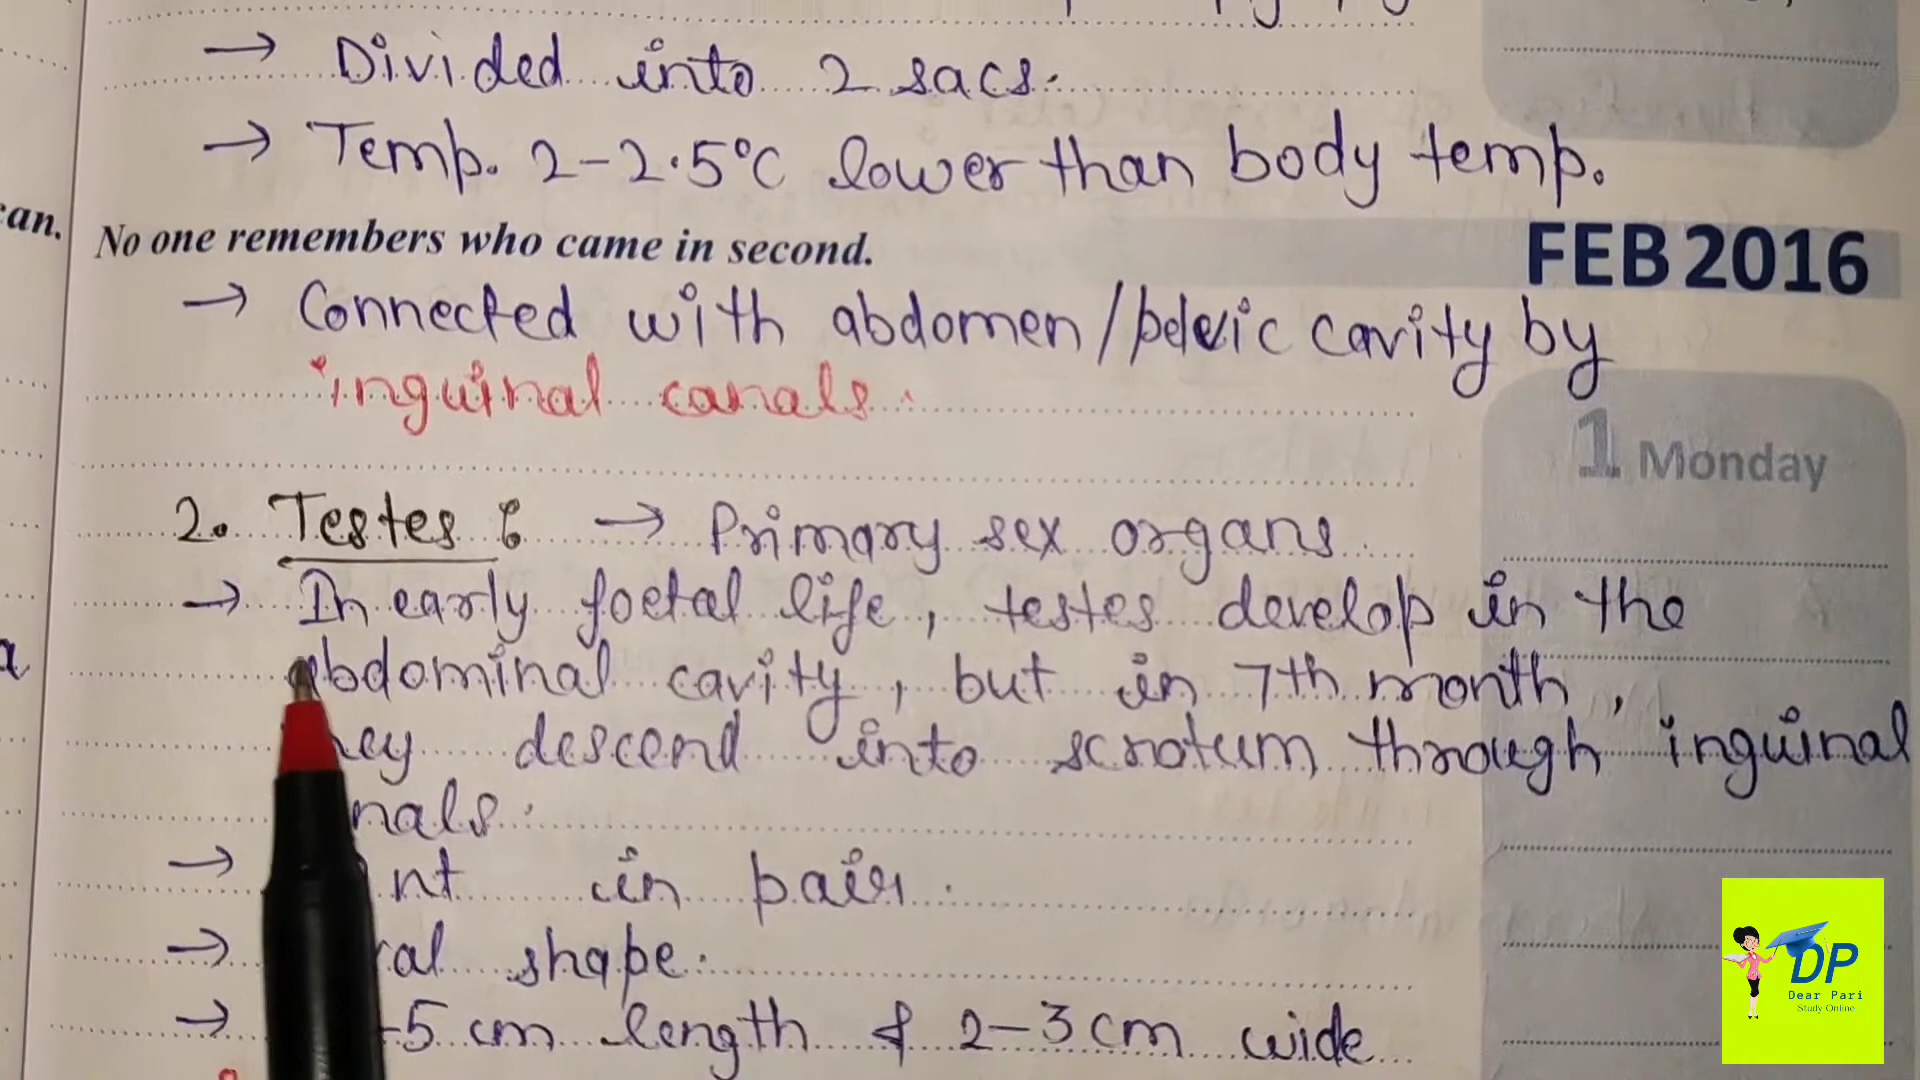 → Divided into 2 sacs.
→ Temp. 2-2.5°C lower than body temp.
can.
No one remembers who came in second.
FEB 2016
→ Connected with abdomen/pelvic cavity by
inguinal canals.
1 Monday
2. Testes : → Primary sex organs
→ In early foetal life, testes develop in the
abdominal cavity, but in 7th month,
hey descend into scrotum through inguinal
nals.
→ nt in pair.
→ al shape.
→ -5 cm length & 2-3 cm wide
DP
Dear Pari
Study Online